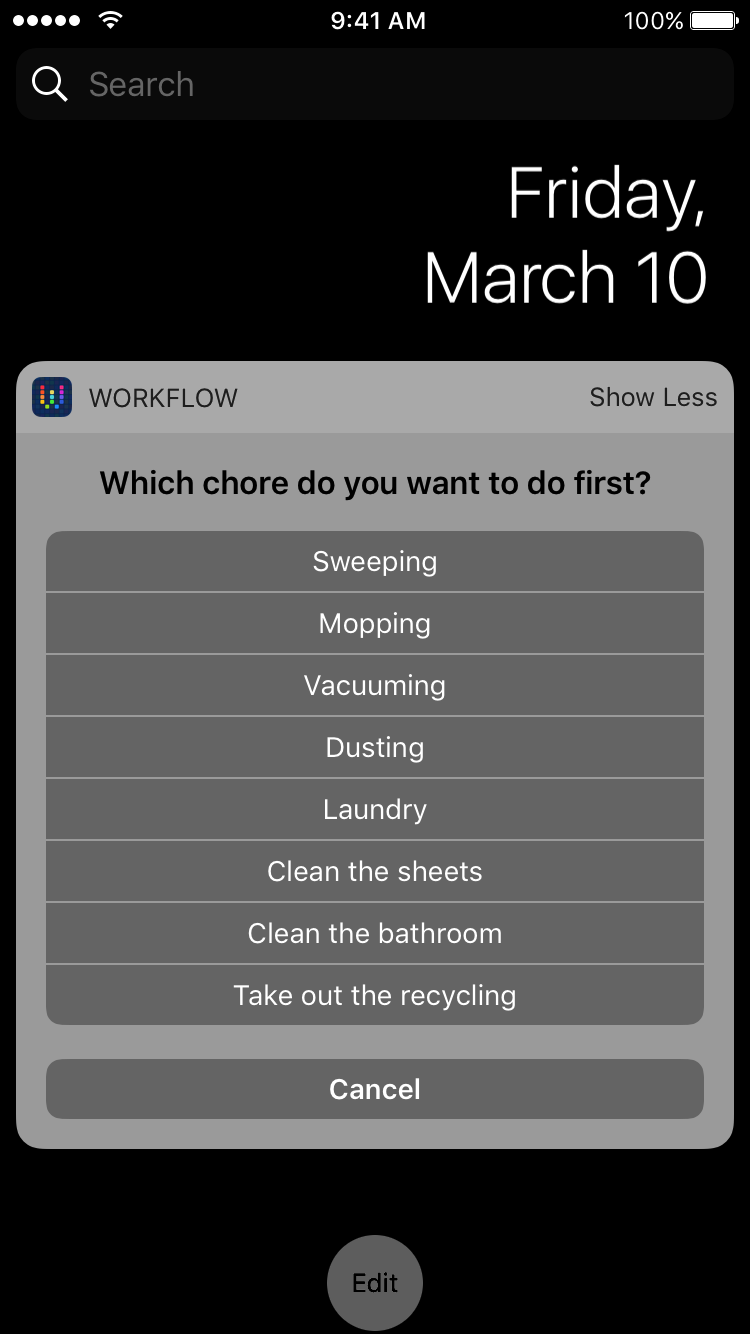 9:41 AM
100%
Search
Friday,
March 10
WORKFLOW
Show Less
Which chore do you want to do first?
Sweeping
Mopping
Vacuuming
Dusting
Laundry
Clean the sheets
Clean the bathroom
Take out the recycling
Cancel
Edit